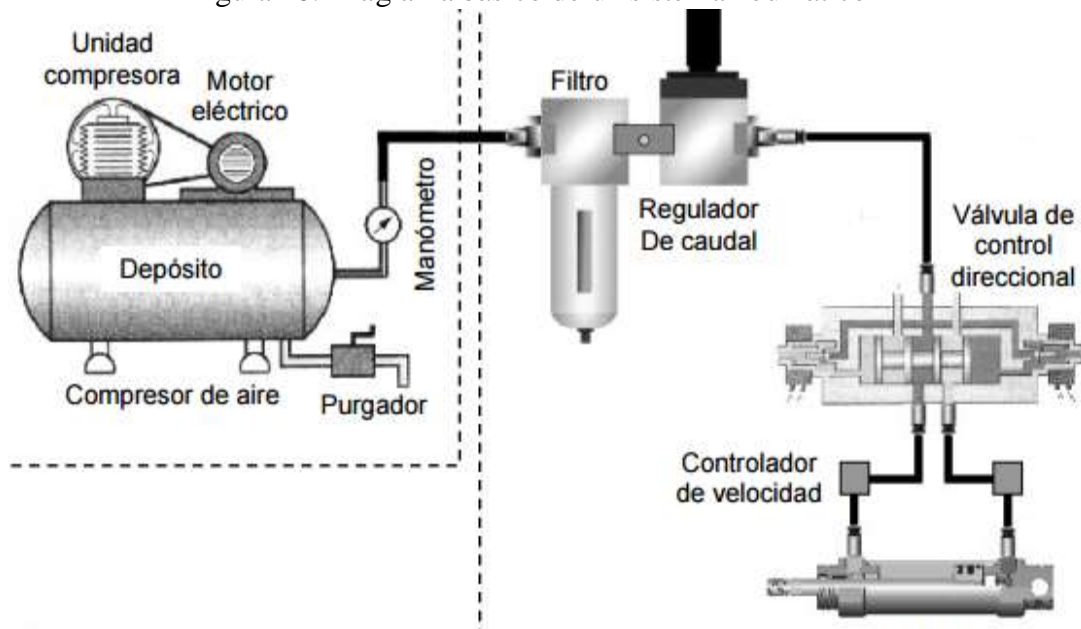 Unidad
compresora
Motor
eléctrico
Filtro
Manómetro
Regulador
De caudal
Válvula de
control
direccional
Depósito
Compresor de aire
Purgador
Controlador
de velocidad